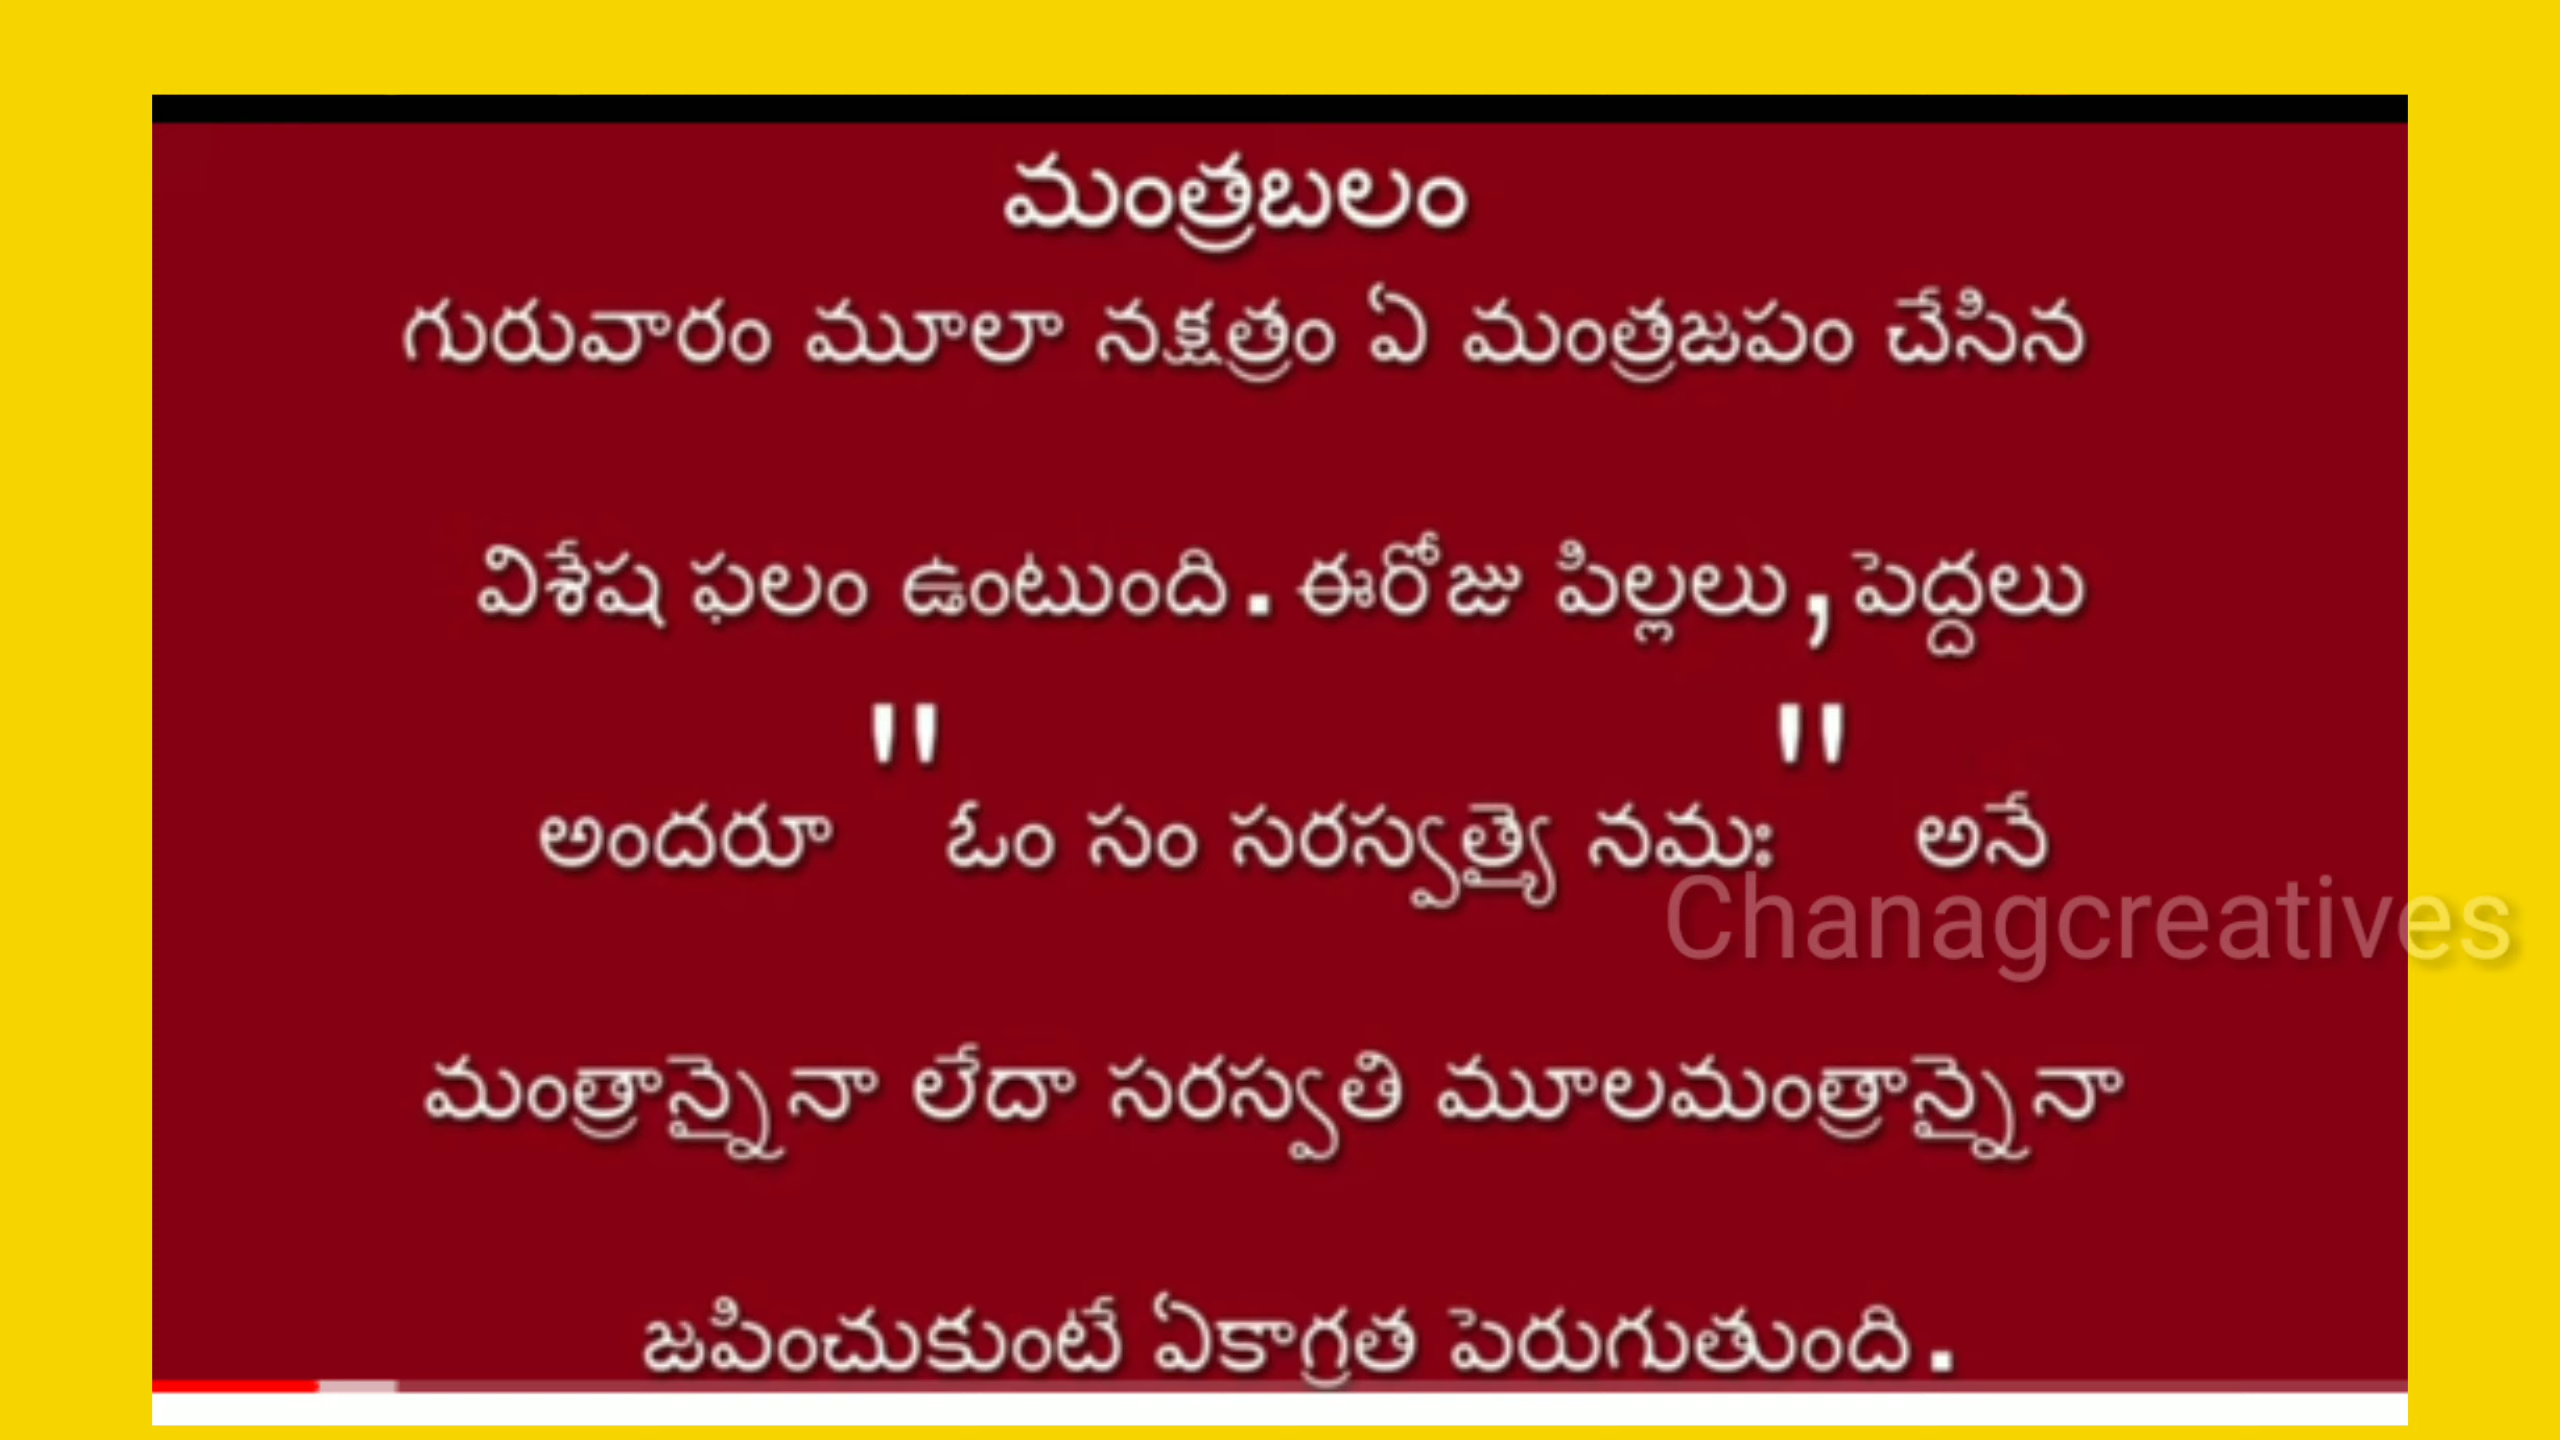 మంత్రబలం
గురువారం మూలా నక్షత్రం ఏ మంత్రజపం చేసిన
విశేష ఫలం ఉంటుంది. ఈరోజు పిల్లలు,పెద్దలు
అందరూ "ఓం సం సరస్వత్యై నమః" అనే
Chanagcreatives
మంత్రాన్నైనా లేదా సరస్వతి మూలమంత్రాన్నైనా
జపించుకుంటే ఏకాగ్రత పెరుగుతుంది.